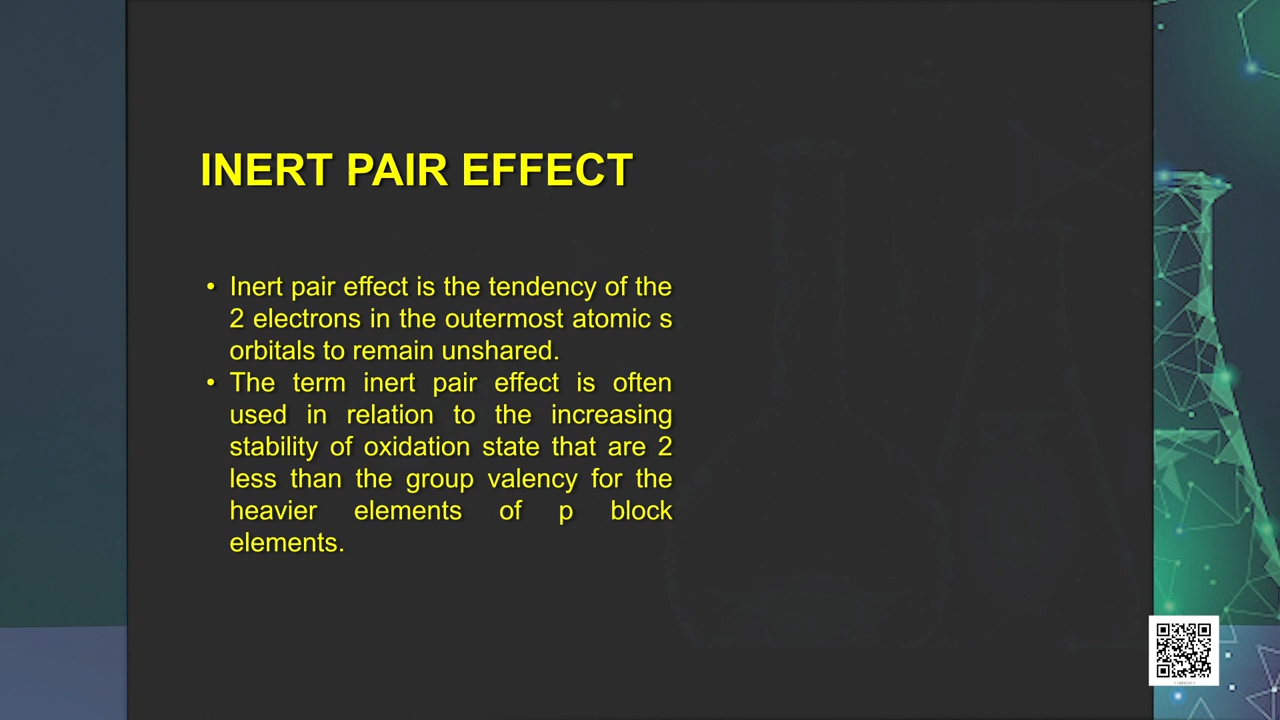 INERT PAIR EFFECT
• Inert pair effect is the tendency of the
2 electrons in the outermost atomic s
orbitals to remain unshared.
• The term inert pair effect is often
used in relation to the increasing
stability of oxidation state that are 2
less than the group valency for the
heavier elements of p block
elements.